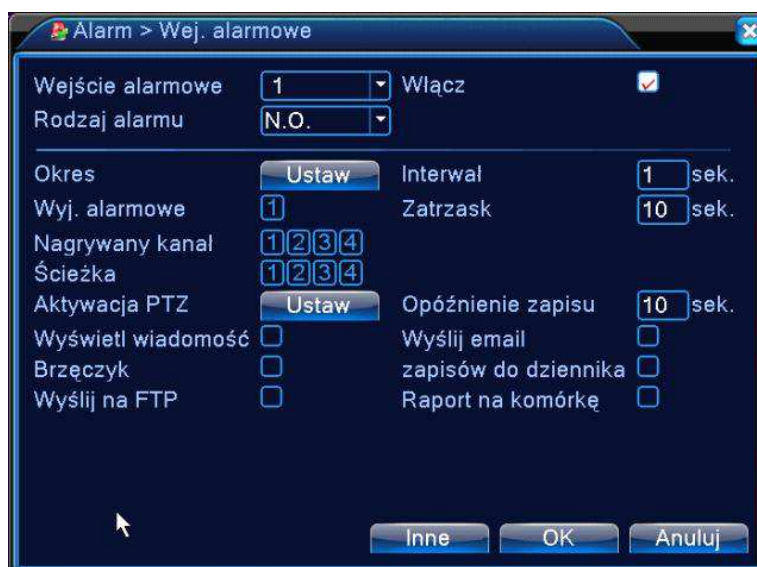 Alarm > Wej. alarmowe
Wejście alarmowe 1 Włącz
Rodzaj alarmu N.O.
Okres Ustaw Interwał 1 sek.
Wyj. alarmowe 1 Zatrzask 10 sek.
Nagrywany kanał 1 2 3 4
Ścieżka 1 2 3 4
Aktywacja PTZ Ustaw Opóźnienie zapisu 10 sek.
Wyświetl wiadomość Wyślij email
Brzęczyk zapisów do dziennika
Wyślij na FTP Raport na komórkę
Inne OK Anuluj